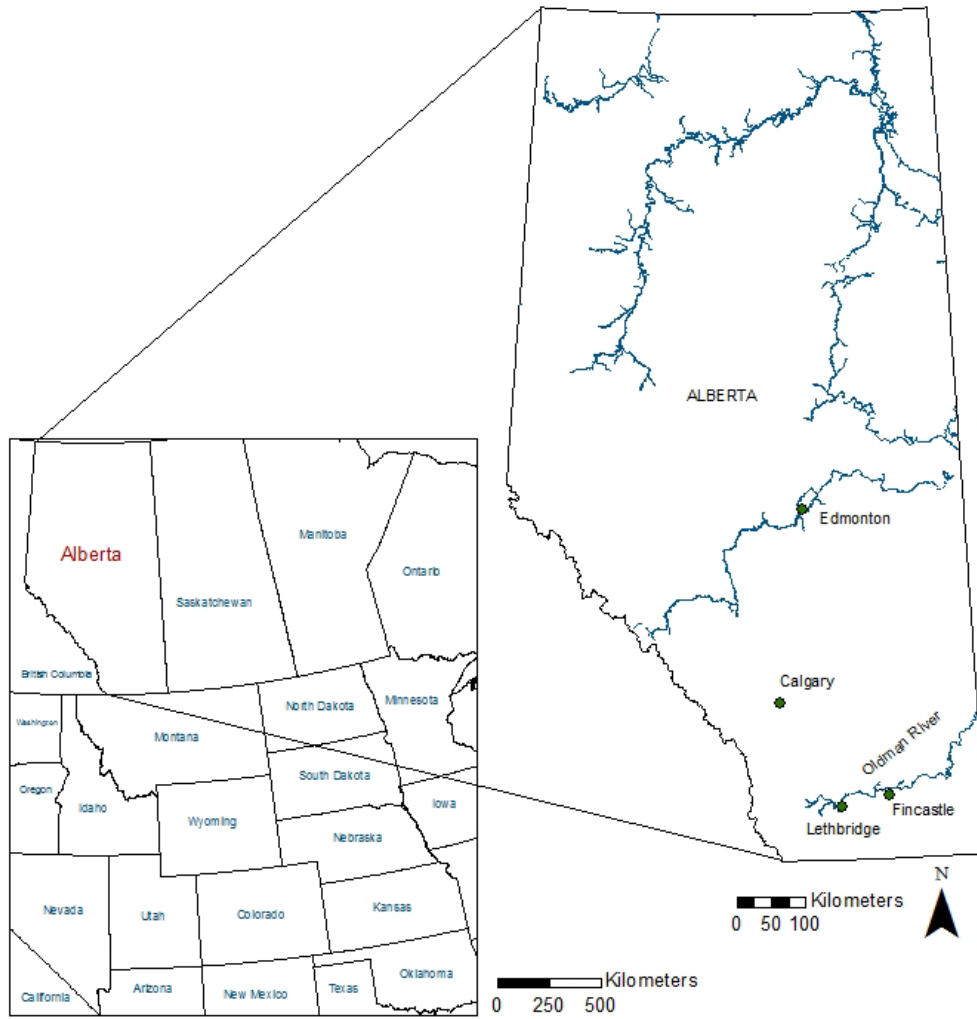 ALBERTA
Edmonton
Calgary
Oldman River
Fincastle
Lethbridge
Alberta
Manitoba
Ontario
Saskatchewan
British Columbia
Washington
Montana
North Dakota
Minnesota
Oregon
Idaho
South Dakota
Wyoming
Iowa
Nebraska
Nevada
Utah
Colorado
Kansas
California
Arizona
New Mexico
Texas
Oklahoma
Kilometers
0 50 100
N
Kilometers
0 250 500